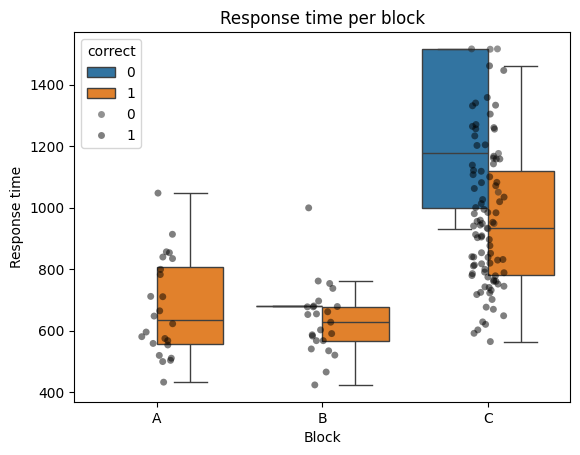 Response time per block
correct
0
1
0
1
1400
1200
1000
800
600
400
Response time
A
B
C
Block